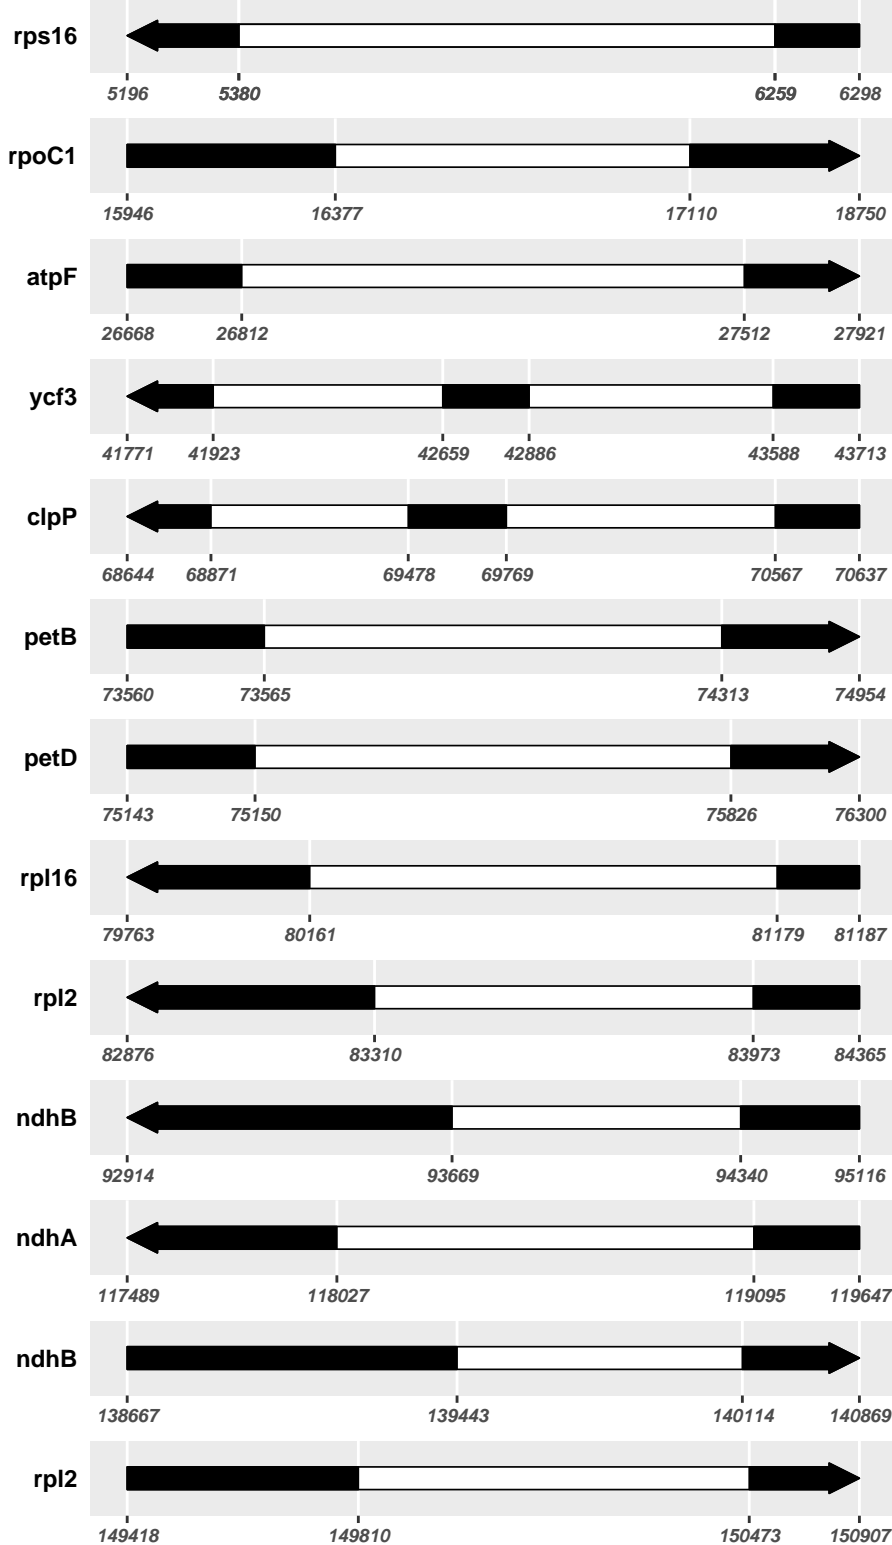 rps16
5196 5380 6259 6298
rpoC1
15946 16377 17110 18750
atpF
26668 26812 27512 27921
ycf3
41771 41923 42659 42886 43588 43713
clpP
68644 68871 69478 69769 70567 70637
petB
73560 73565 74313 74954
petD
75143 75150 75826 76300
rpl16
79763 80161 81179 81187
rpl2
82876 83310 83973 84365
ndhB
92914 93669 94340 95116
ndhA
117489 118027 119095 119647
ndhB
138667 139443 140114 140869
rpl2
149418 149810 150473 150907